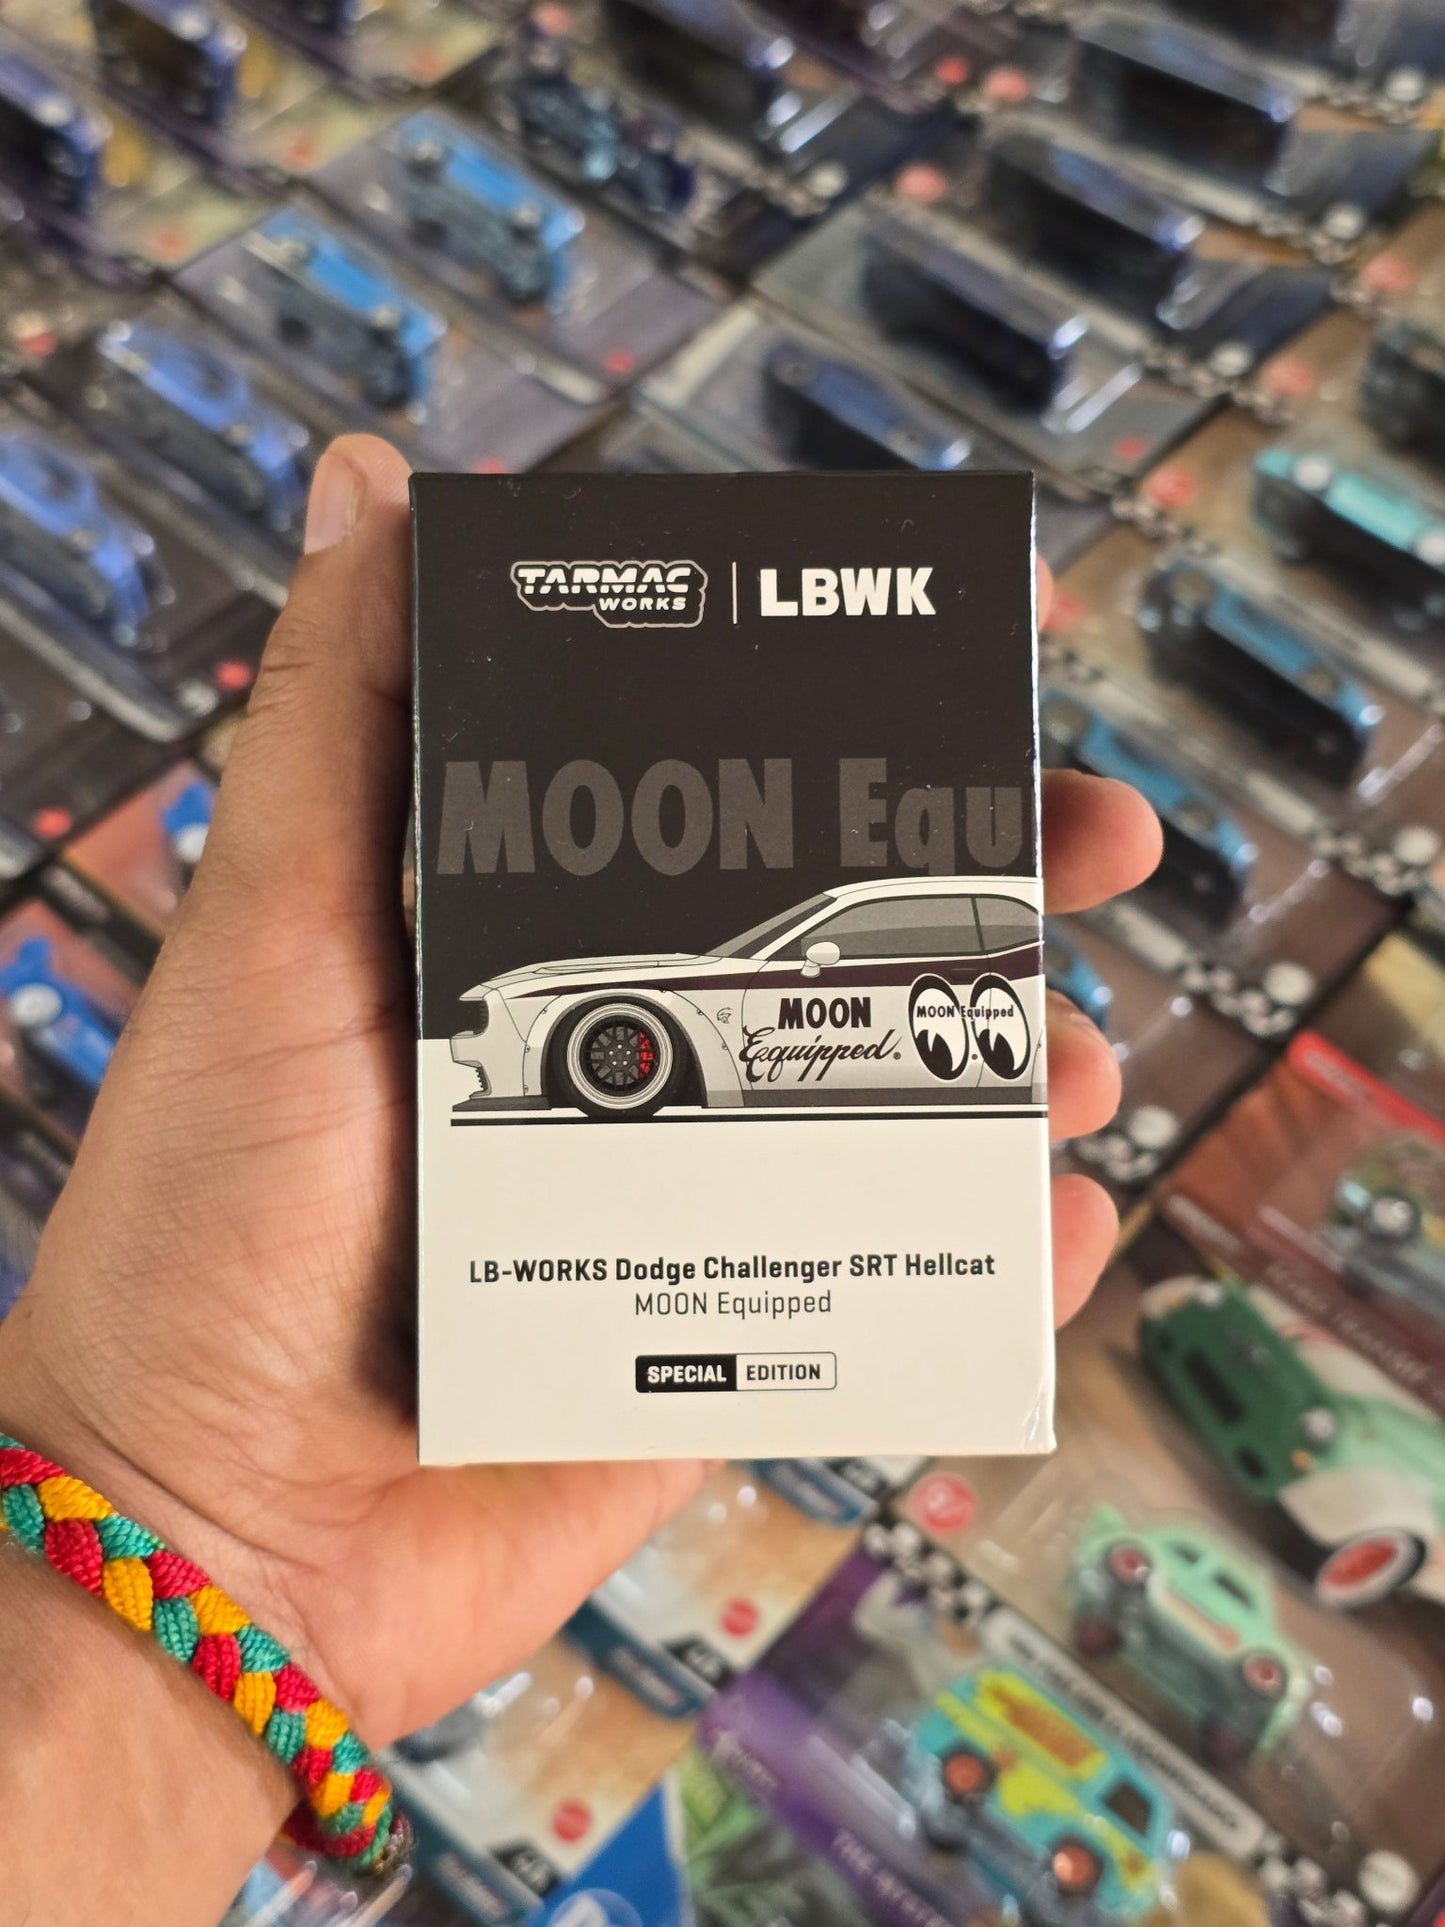 TARMAC WORKS | LBWK
MOON Equ
MOON
Equipped®
MOON Equipped
LB-WORKS Dodge Challenger SRT Hellcat
MOON Equipped
SPECIAL EDITION